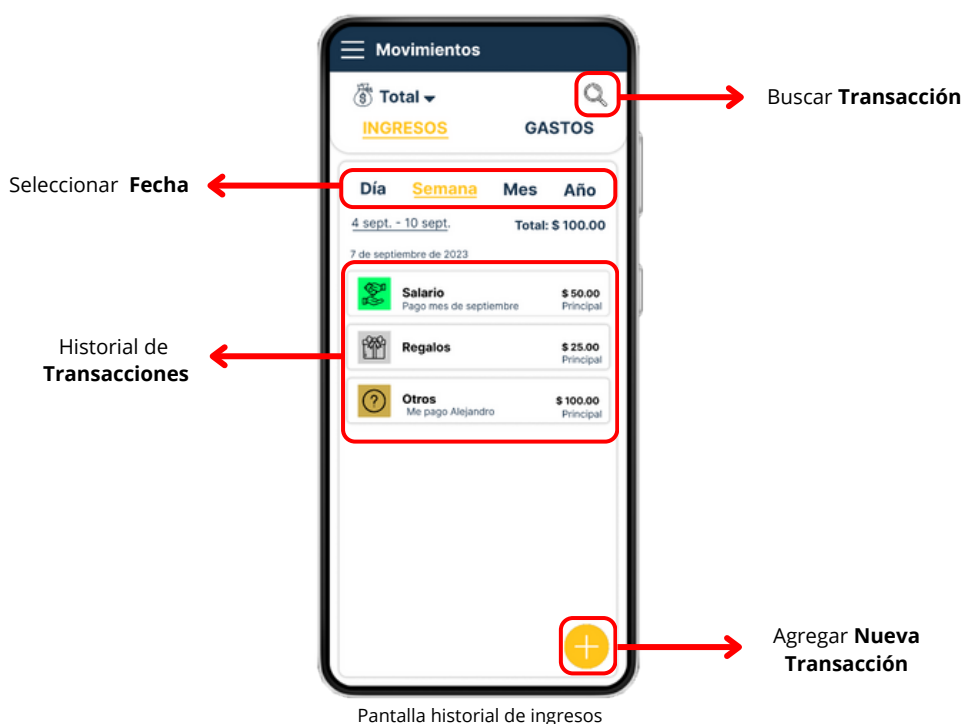 Movimientos
Total
Buscar Transacción
INGRESOS GASTOS
Seleccionar Fecha
Día Semana Mes Año
4 sept. - 10 sept. Total: $ 100.00
7 de septiembre de 2023
Salario $ 50.00
Pago mes de septiembre Principal
Historial de
Transacciones
Regalos $ 25.00
Principal
Otros $ 100.00
Me pago Alejandro Principal
Agregar Nueva
Transacción
Pantalla historial de ingresos